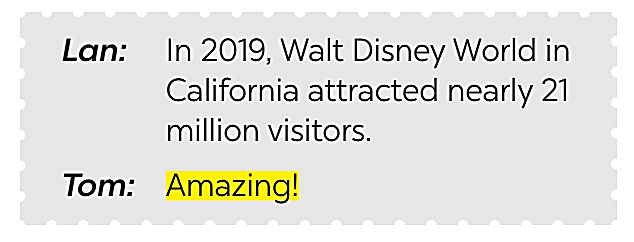 Lan: In 2019, Walt Disney World in
California attracted nearly 21
million visitors.
Tom: Amazing!